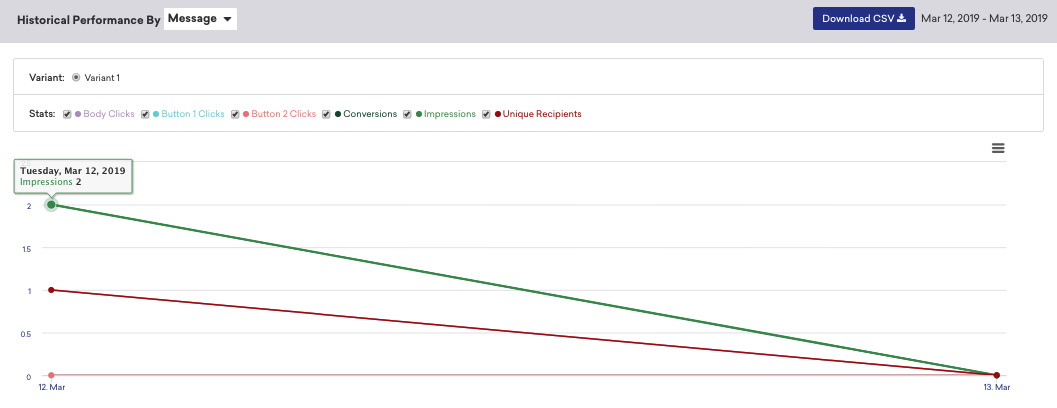 Historical Performance By Message
Download CSV
Mar 12, 2019 - Mar 13, 2019
Variant: Variant 1
Stats: Body Clicks Button 1 Clicks Button 2 Clicks Conversions Impressions Unique Recipients
Tuesday, Mar 12, 2019
Impressions 2
2
1.5
1
0.5
0
12. Mar
13. Mar